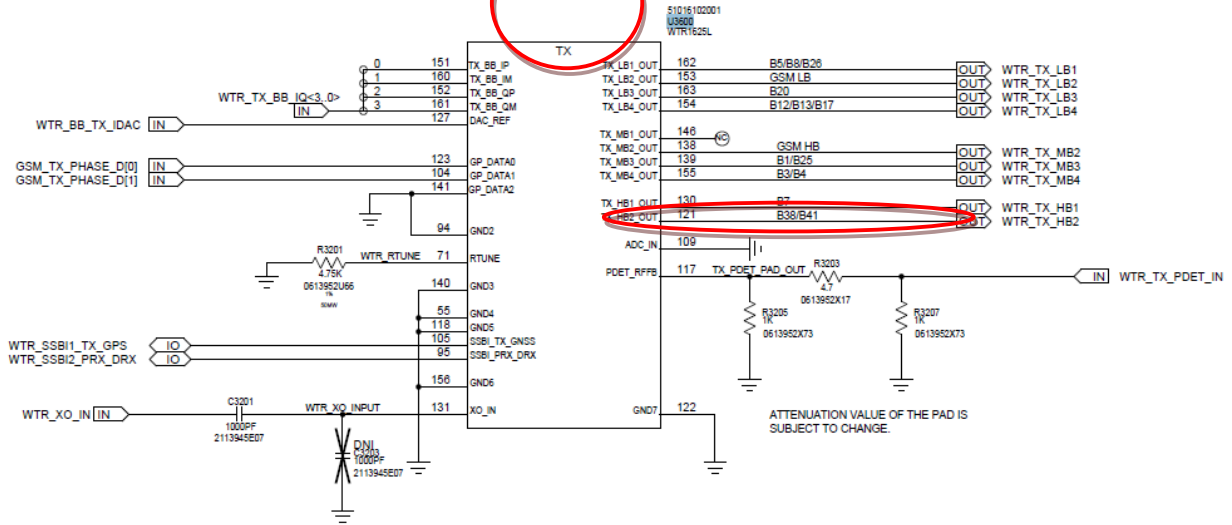 51016102001
U3600
WTR1625L
TX
0 151 TX_BB_IP
1 160 TX_BB_IM
2 152 TX_BB_QP
3 161 TX_BB_QM
WTR_TX_BB_IQ<3..0>
IN
WTR_BB_TX_IDAC IN 127 DAC_REF
GSM_TX_PHASE_D[0] IN 123 GP_DATA0
GSM_TX_PHASE_D[1] IN 104 GP_DATA1
141 GP_DATA2
94 GND2
R3201
4.75K
0613952U66
1%
50MW
WTR_RTUNE 71 RTUNE
140 GND3
55 GND4
118 GND5
WTR_SSBI1_TX_GPS IO 105 SSBI_TX_GNSS
WTR_SSBI2_PRX_DRX IO 95 SSBI_PRX_DRX
156 GND6
WTR_XO_IN IN WTR_XO_INPUT 131 XO_IN
C3201
1000PF
2113945E07
DNI
C3203
1000PF
2113945E07
TX_LB1_OUT 162 B5/B8/B26 OUT WTR_TX_LB1
TX_LB2_OUT 153 GSM LB OUT WTR_TX_LB2
TX_LB3_OUT 163 B20 OUT WTR_TX_LB3
TX_LB4_OUT 154 B12/B13/B17 OUT WTR_TX_LB4
TX_MB1_OUT 146 NC
TX_MB2_OUT 138 GSM HB OUT WTR_TX_MB2
TX_MB3_OUT 139 B1/B25 OUT WTR_TX_MB3
TX_MB4_OUT 155 B3/B4 OUT WTR_TX_MB4
TX_HB1_OUT 130 B7 OUT WTR_TX_HB1
TX_HB2_OUT 121 B38/B41 OUT WTR_TX_HB2
ADC_IN 109
PDET_RFFB 117 TX_PDET_PAD_OUT IN WTR_TX_PDET_IN
R3203
4.7
0613952X17
R3205
1K
0613952X73
R3207
1K
0613952X73
GND7 122
ATTENUATION VALUE OF THE PAD IS
SUBJECT TO CHANGE.